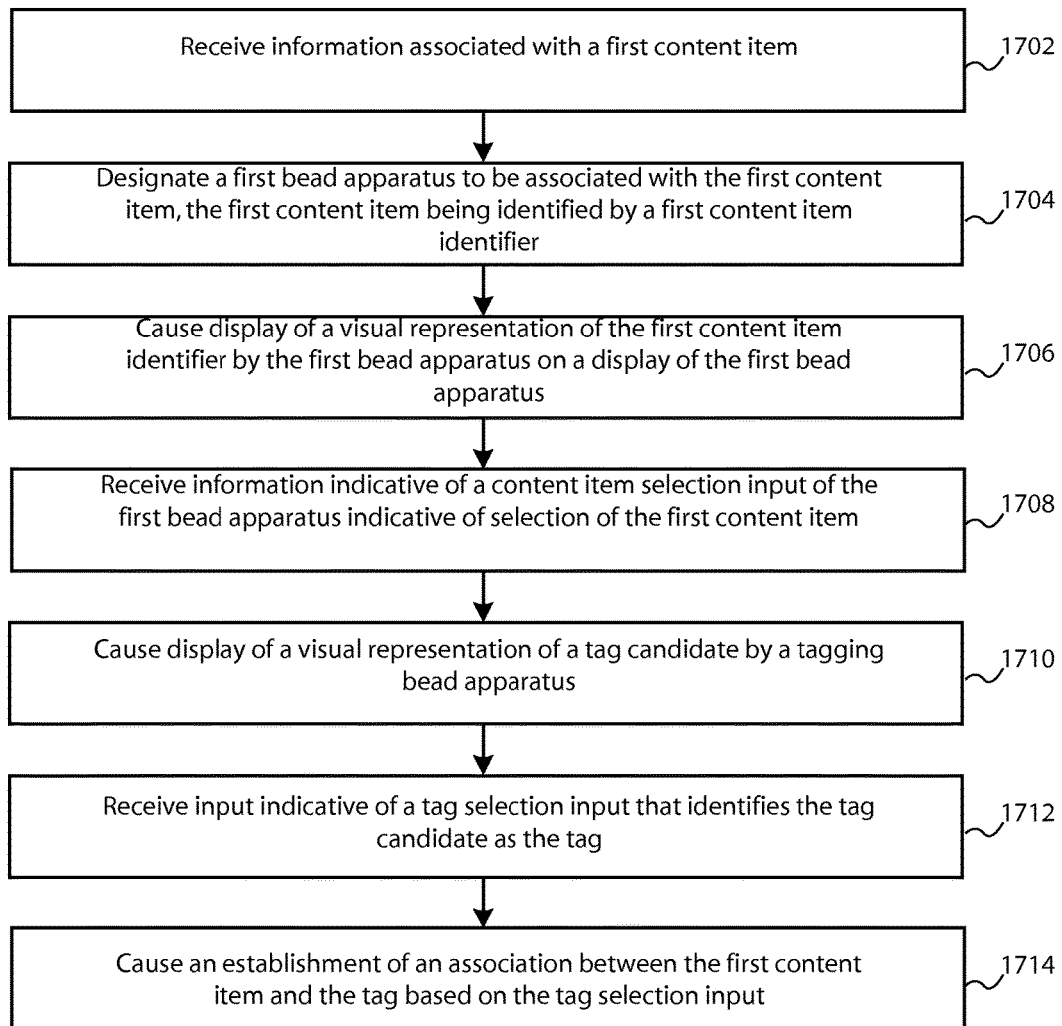 Receive information associated with a first content item
1702
Designate a first bead apparatus to be associated with the first content
item, the first content item being identified by a first content item
identifier
1704
Cause display of a visual representation of the first content item
identifier by the first bead apparatus on a display of the first bead
apparatus
1706
Receive information indicative of a content item selection input of the
first bead apparatus indicative of selection of the first content item
1708
Cause display of a visual representation of a tag candidate by a tagging
bead apparatus
1710
Receive input indicative of a tag selection input that identifies the tag
candidate as the tag
1712
Cause an establishment of an association between the first content
item and the tag based on the tag selection input
1714